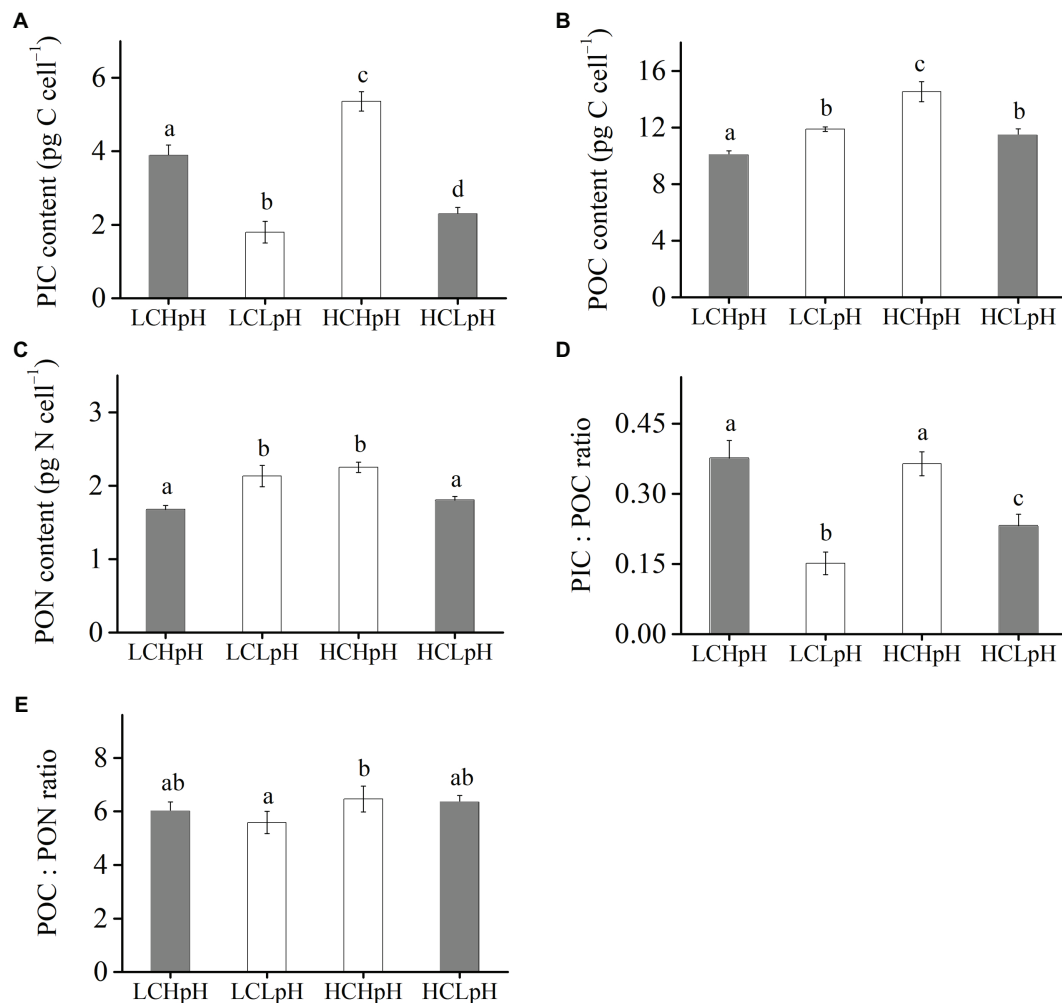 A
PIC content (pg C cell⁻¹)
6
4
2
0
a
b
c
d
LCHpH LCLpH HCHpH HCLpH
B
POC content (pg C cell⁻¹)
16
12
8
4
0
a
b
c
b
LCHpH LCLpH HCHpH HCLpH
C
PON content (pg N cell⁻¹)
3
2
1
0
a
b
b
a
LCHpH LCLpH HCHpH HCLpH
D
PIC : POC ratio
0.45
0.30
0.15
0.00
a
b
a
c
LCHpH LCLpH HCHpH HCLpH
E
POC : PON ratio
8
6
4
2
0
ab
a
b
ab
LCHpH LCLpH HCHpH HCLpH